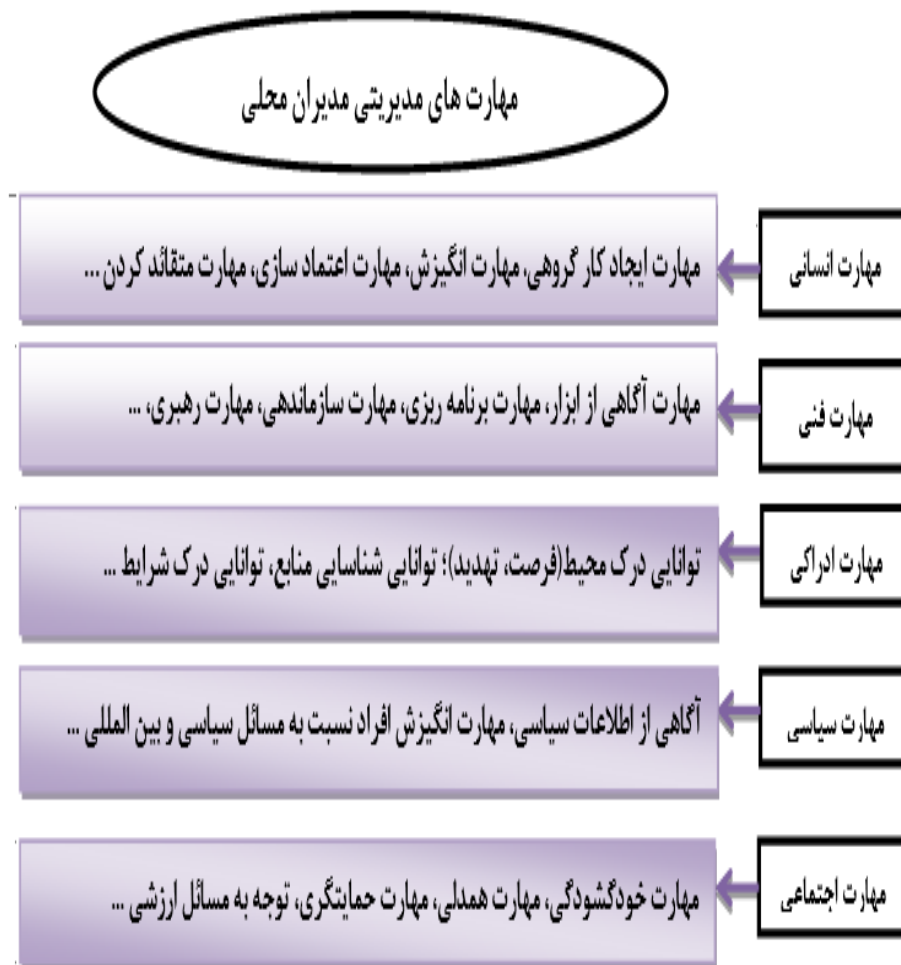 مهارت های مدیریتی مدیران محلی
مهارت انسانی
مهارت ایجاد کار گروهی، مهارت انگیزش، مهارت اعتماد سازی، مهارت متقائد کردن ...
مهارت فنی
مهارت آگاهی از ابزار، مهارت برنامه ریزی، مهارت سازماندهی، مهارت رهبری، ...
مهارت ادراکی
توانایی درک محیط(فرصت، تهدید)؛ توانایی شناسایی منابع، توانایی درک شرایط ...
مهارت سیاسی
آگاهی از اطلاعات سیاسی، مهارت انگیزش افراد نسبت به مسائل سیاسی و بین المللی ...
مهارت اجتماعی
مهارت خودگشودگی، مهارت همدلی، مهارت حمایتگری، توجه به مسائل ارزشی ...